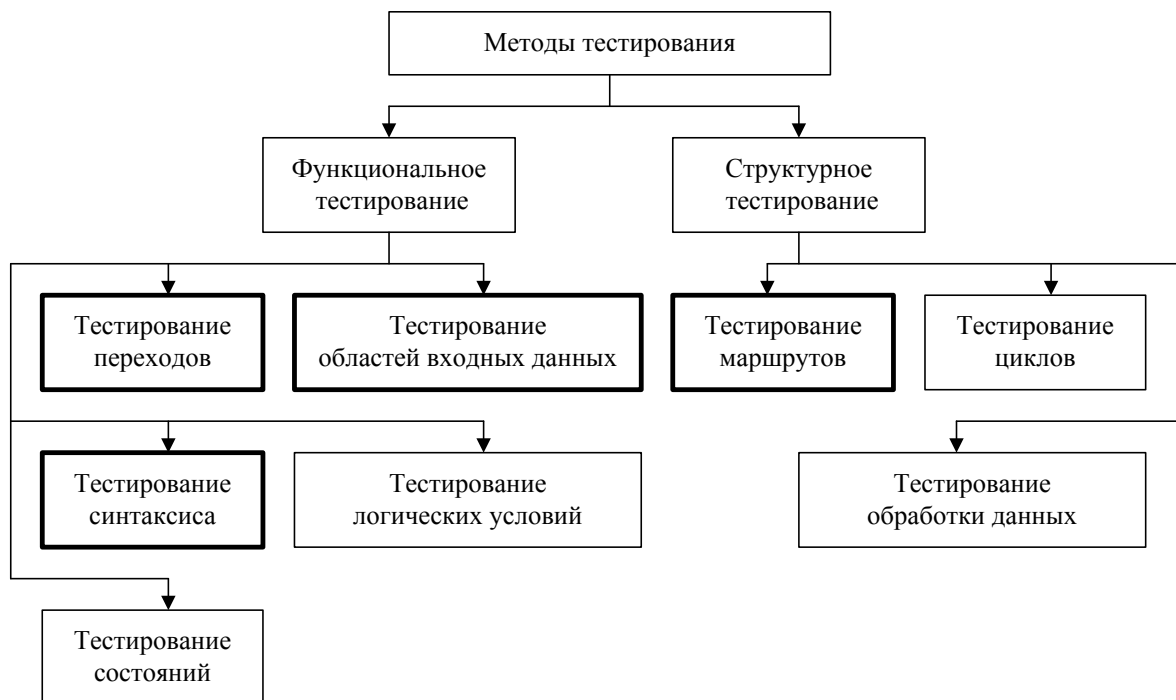 Методы тестирования
Функциональное
тестирование
Структурное
тестирование
Тестирование
переходов
Тестирование
областей входных данных
Тестирование
маршрутов
Тестирование
циклов
Тестирование
синтаксиса
Тестирование
логических условий
Тестирование
обработки данных
Тестирование
состояний